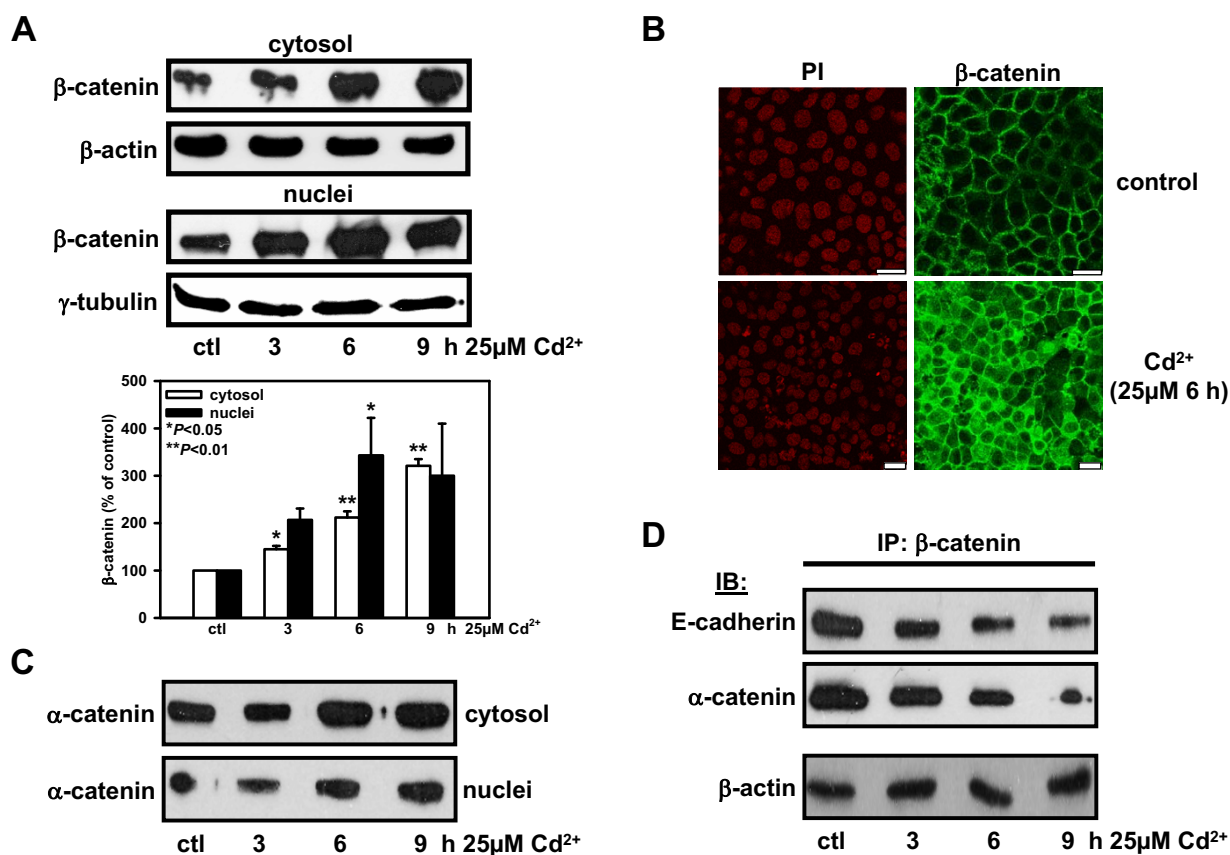 A
cytosol
β-catenin
β-actin
nuclei
β-catenin
γ-tubulin
ctl 3 6 9 h 25µM Cd²⁺
500
400
300
200
100
0
β-catenin (% of control)
cytosol
nuclei
*P<0.05
**P<0.01
* ** * ** 
ctl 3 6 9 h 25µM Cd²⁺
B
PI β-catenin
control
Cd²⁺
(25µM 6 h)
C
α-catenin cytosol
α-catenin nuclei
ctl 3 6 9 h 25µM Cd²⁺
D
IP: β-catenin
IB:
E-cadherin
α-catenin
β-actin
ctl 3 6 9 h 25µM Cd²⁺